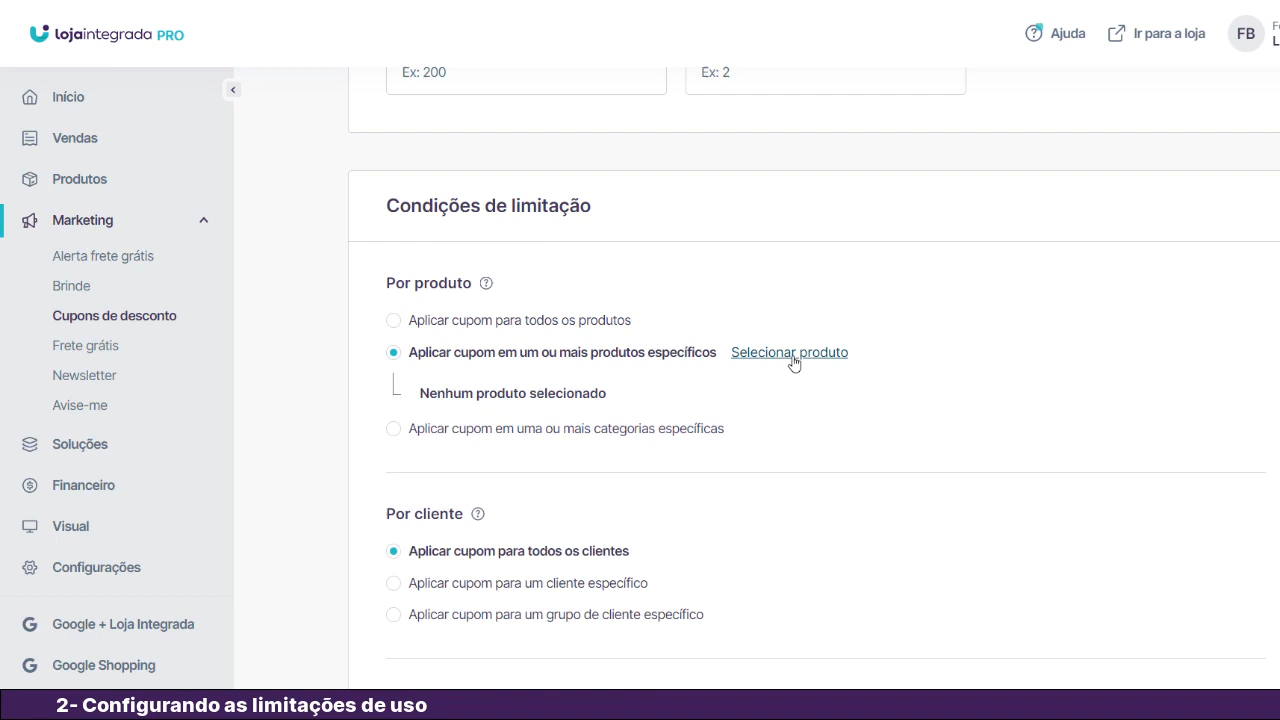 lojaintegrada PRO
Ajuda
Ir para a loja
FB
Início
Vendas
Produtos
Marketing
Alerta frete grátis
Brinde
Cupons de desconto
Frete grátis
Newsletter
Avise-me
Soluções
Financeiro
Visual
Configurações
Google + Loja Integrada
Google Shopping
Ex: 200
Ex: 2
Condições de limitação
Por produto
Aplicar cupom para todos os produtos
Aplicar cupom em um ou mais produtos específicos Selecionar produto
Nenhum produto selecionado
Aplicar cupom em uma ou mais categorias específicas
Por cliente
Aplicar cupom para todos os clientes
Aplicar cupom para um cliente específico
Aplicar cupom para um grupo de cliente específico
2- Configurando as limitações de uso